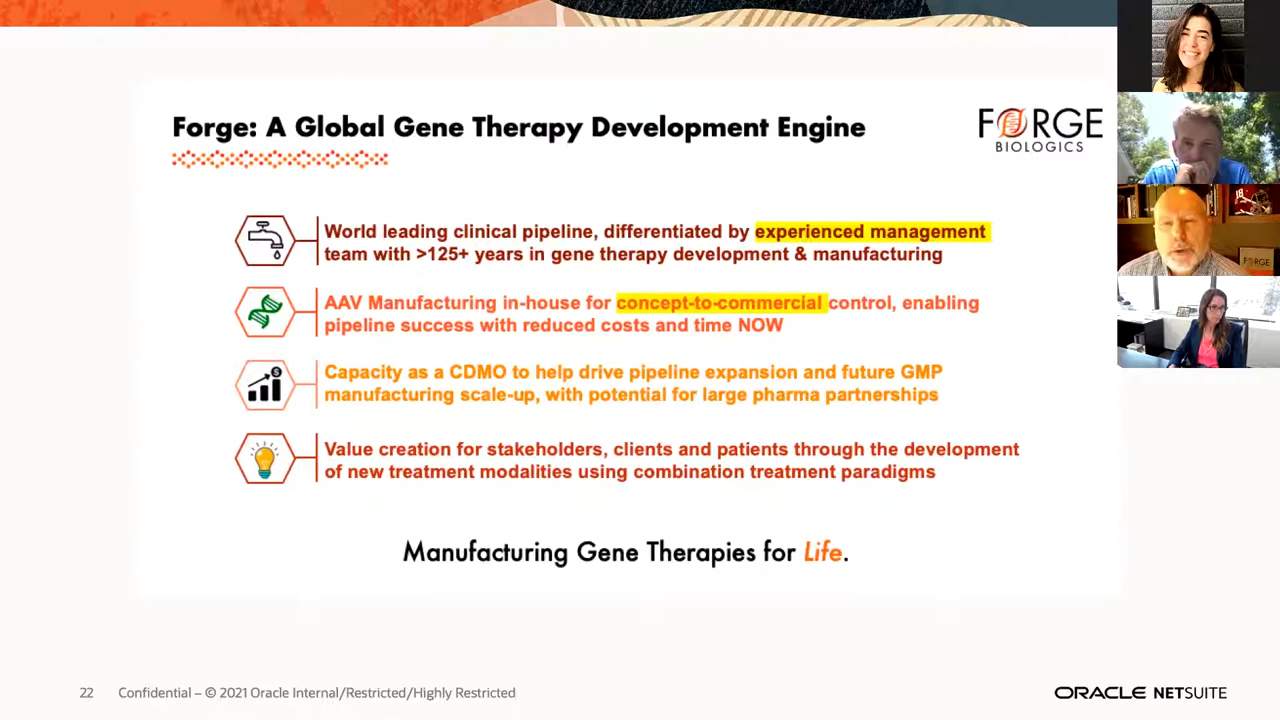 Forge: A Global Gene Therapy Development Engine
FORGE
BIOLOGICS
World leading clinical pipeline, differentiated by experienced management
team with >125+ years in gene therapy development & manufacturing
AAV Manufacturing in-house for concept-to-commercial control, enabling
pipeline success with reduced costs and time NOW
$
Capacity as a CDMO to help drive pipeline expansion and future GMP
manufacturing scale-up, with potential for large pharma partnerships
Value creation for stakeholders, clients and patients through the development
of new treatment modalities using combination treatment paradigms
Manufacturing Gene Therapies for Life.
FORGE
22 Confidential – © 2021 Oracle Internal/Restricted/Highly Restricted
ORACLE NETSUITE